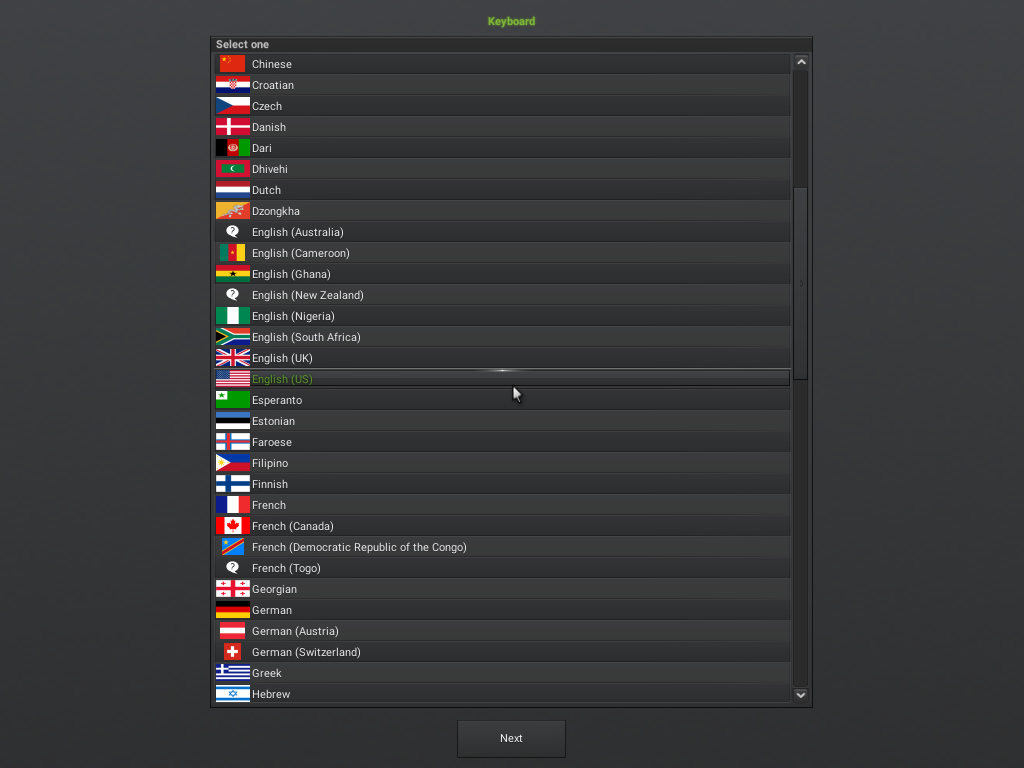 Keyboard
Select one
Chinese
Croatian
Czech
Danish
Dari
Dhivehi
Dutch
Dzongkha
English (Australia)
English (Cameroon)
English (Ghana)
English (New Zealand)
English (Nigeria)
English (South Africa)
English (UK)
English (US)
Esperanto
Estonian
Faroese
Filipino
Finnish
French
French (Canada)
French (Democratic Republic of the Congo)
French (Togo)
Georgian
German
German (Austria)
German (Switzerland)
Greek
Hebrew
Next